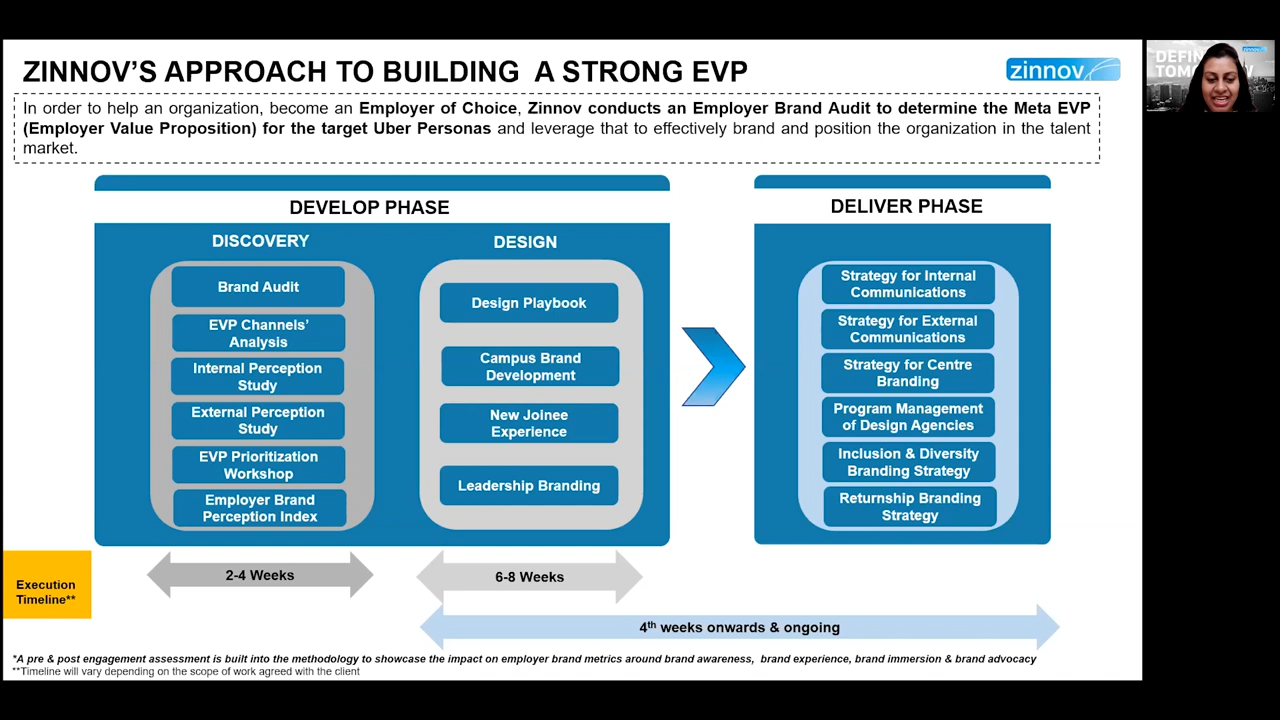 ZINNOV'S APPROACH TO BUILDING A STRONG EVP
zinnov
In order to help an organization, become an Employer of Choice, Zinnov conducts an Employer Brand Audit to determine the Meta EVP
(Employer Value Proposition) for the target Uber Personas and leverage that to effectively brand and position the organization in the talent
market.
DEVELOP PHASE
DISCOVERY
Brand Audit
EVP Channels'
Analysis
Internal Perception
Study
External Perception
Study
EVP Prioritization
Workshop
Employer Brand
Perception Index
DESIGN
Design Playbook
Campus Brand
Development
New Joinee
Experience
Leadership Branding
DELIVER PHASE
Strategy for Internal
Communications
Strategy for External
Communications
Strategy for Centre
Branding
Program Management
of Design Agencies
Inclusion & Diversity
Branding Strategy
Returnship Branding
Strategy
Execution
Timeline**
2-4 Weeks
6-8 Weeks
4th weeks onwards & ongoing
*A pre & post engagement assessment is built into the methodology to showcase the impact on employer brand metrics around brand awareness, brand experience, brand immersion & brand advocacy
**Timeline will vary depending on the scope of work agreed with the client